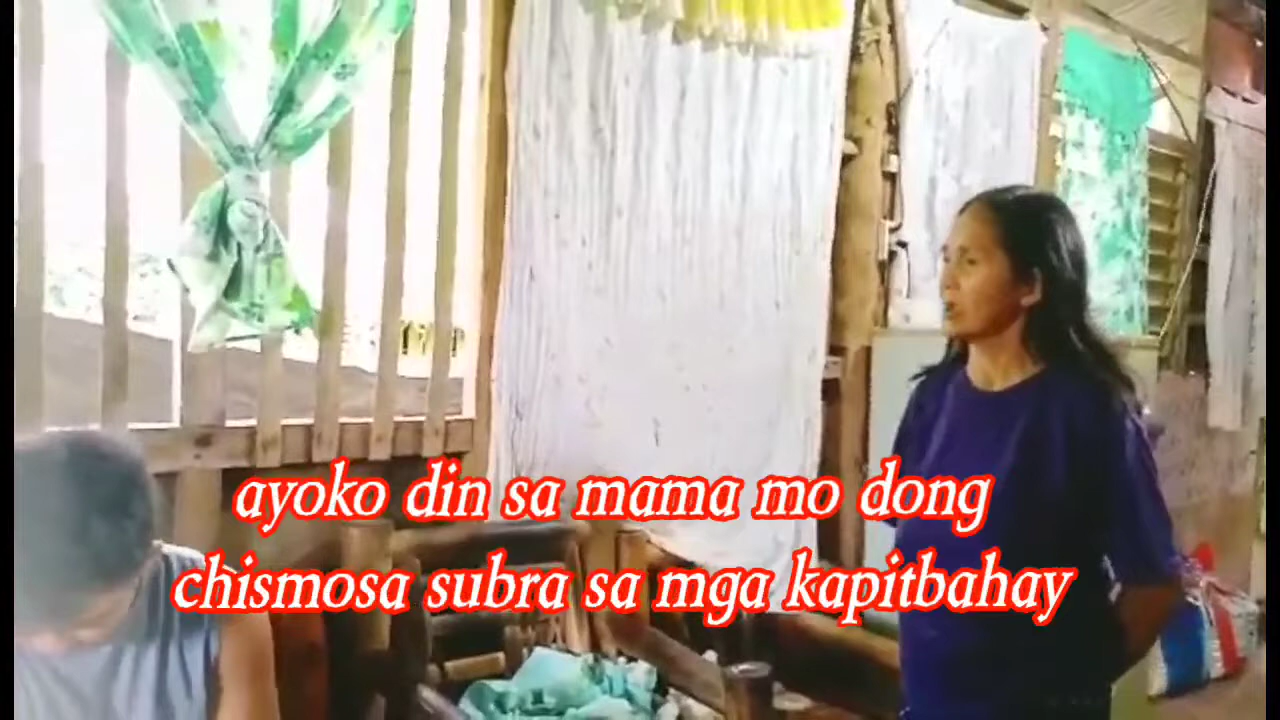 ayoko din sa mama mo dong
chismosa subra sa mga kapitbahay